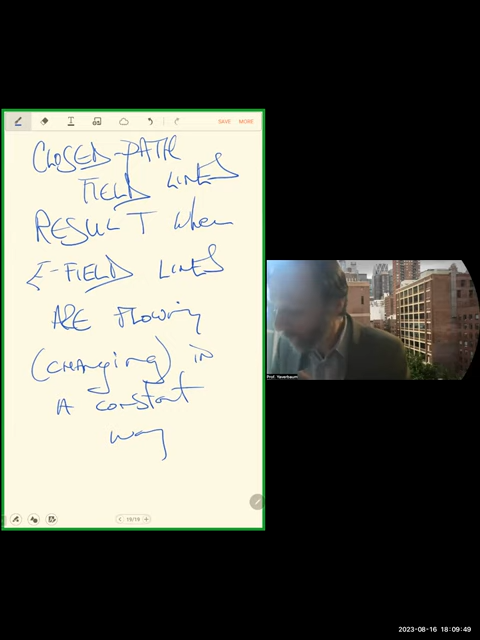 SAVE MORE
CLOSED-PATH
FIELD LINES
RESULT when
E-FIELD LINES
ARE flowing
(changing) in
A constant
way
19/19
Prof. Yaverbaum
2023-08-16 18:09:49